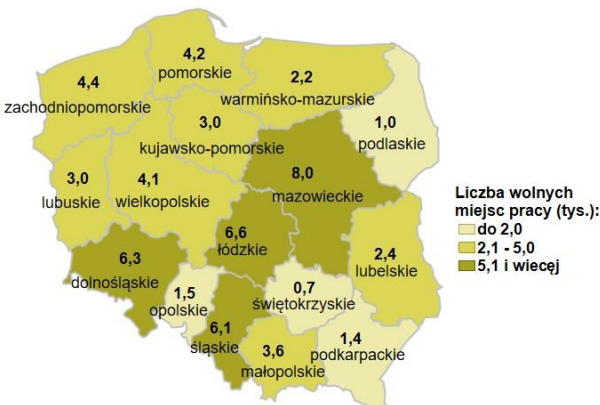 4,2
pomorskie
2,2
warmińsko-mazurskie
4,4
zachodniopomorskie
3,0
kujawsko-pomorskie
1,0
podlaskie
3,0
lubuskie
4,1
wielkopolskie
8,0
mazowieckie
6,6
łódzkie
6,3
dolnośląskie
2,4
lubelskie
1,5
opolskie
0,7
świętokrzyskie
6,1
śląskie
3,6
małopolskie
1,4
podkarpackie
Liczba wolnych
miejsc pracy (tys.):
do 2,0
2,1 - 5,0
5,1 i więcej